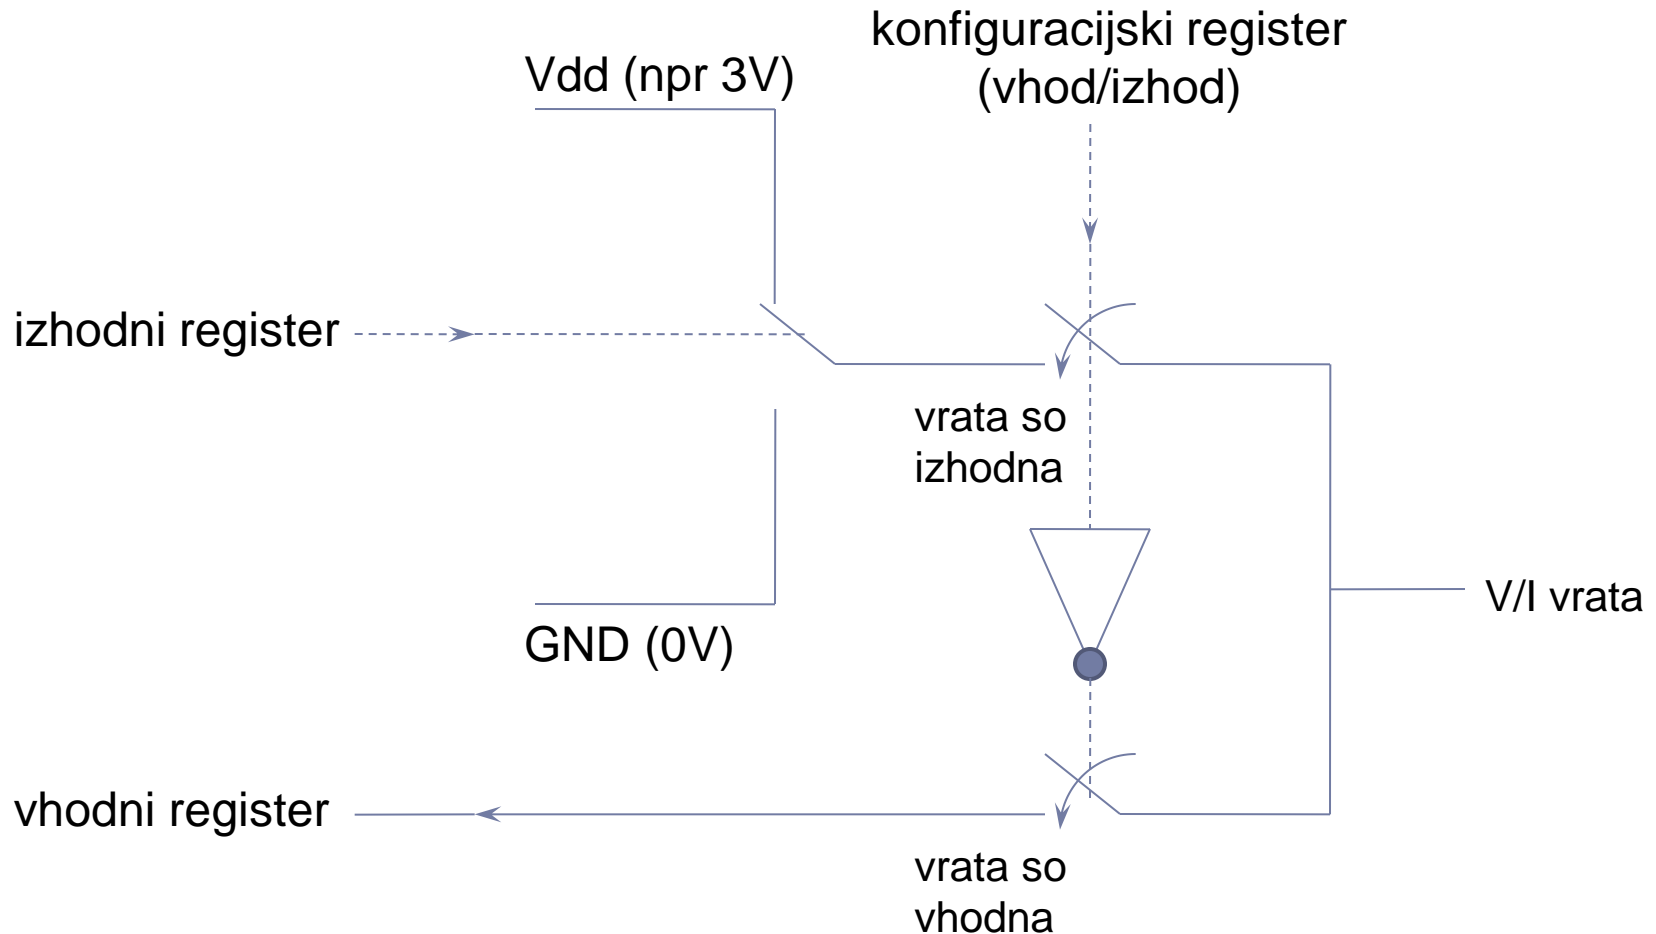 konfiguracijski register
(vhod/izhod)
Vdd (npr 3V)
izhodni register
vrata so
izhodna
V/I vrata
GND (0V)
vhodni register
vrata so
vhodna